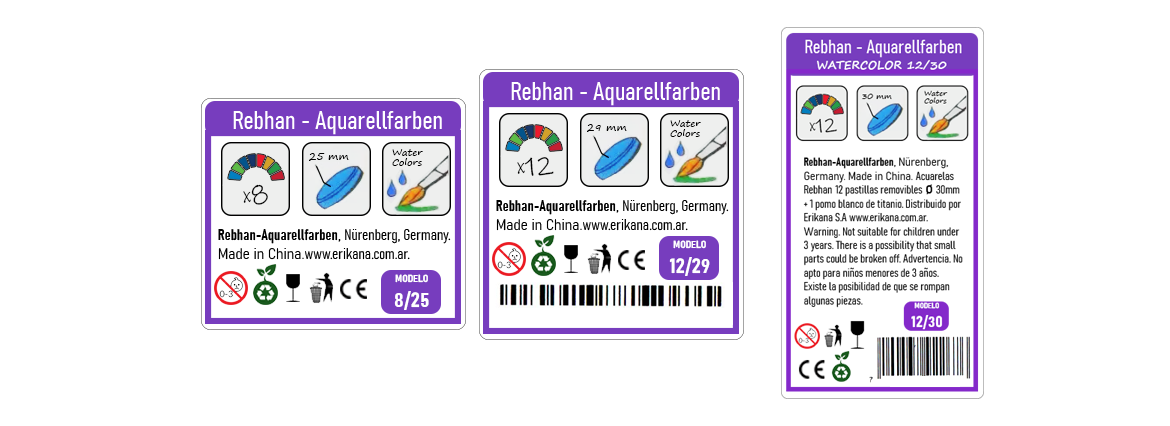 Rebhan - Aquarellfarben
x8
25 mm
Water
Colors
Rebhan-Aquarellfarben, Nürenberg, Germany.
Made in China.www.erikana.com.ar.
0-3
CE
MODELO
8/25
Rebhan - Aquarellfarben
x12
29 mm
Water
Colors
Rebhan-Aquarellfarben, Nürenberg, Germany.
Made in China.www.erikana.com.ar.
0-3
CE
MODELO
12/29
Rebhan - Aquarellfarben
WATERCOLOR 12/30
x12
30 mm
Water
Colors
Rebhan-Aquarellfarben, Nürenberg,
Germany. Made in China. Acuarelas
Rebhan 12 pastillas removibles Ø 30mm
+ 1 pomo blanco de titanio. Distribuido por
Erikana S.A www.erikana.com.ar.
Warning. Not suitable for children under
3 years. There is a possibility that small
parts could be broken off. Advertencia. No
apto para niños menores de 3 años.
Existe la posibilidad de que se rompan
algunas piezas.
MODELO
12/30
0-3
CE
7